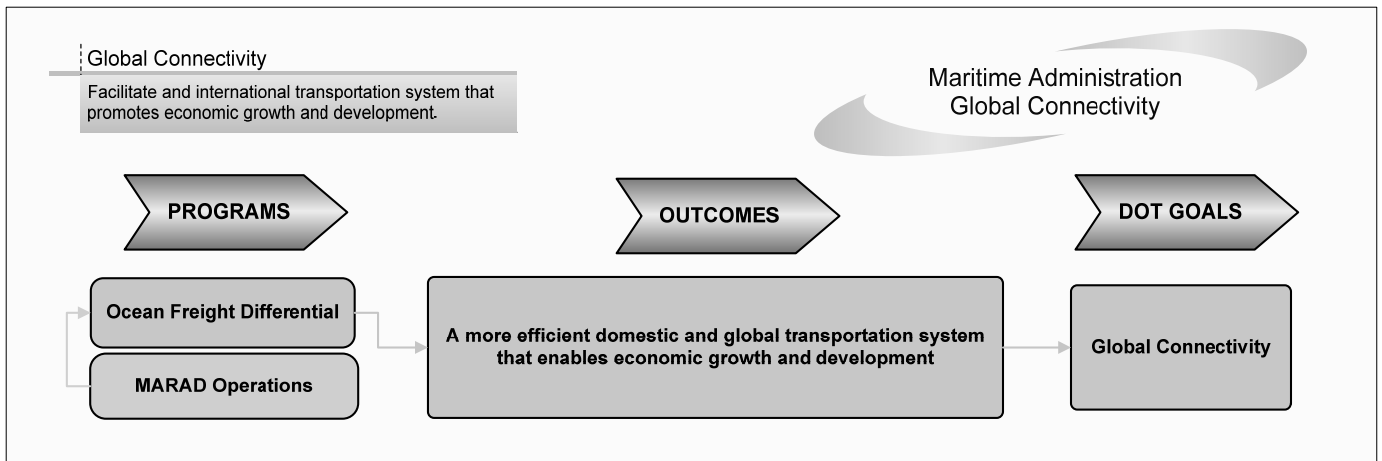 Global Connectivity
Facilitate and international transportation system that
promotes economic growth and development.
Maritime Administration
Global Connectivity
PROGRAMS
OUTCOMES
DOT GOALS
Ocean Freight Differential
MARAD Operations
A more efficient domestic and global transportation system
that enables economic growth and development
Global Connectivity